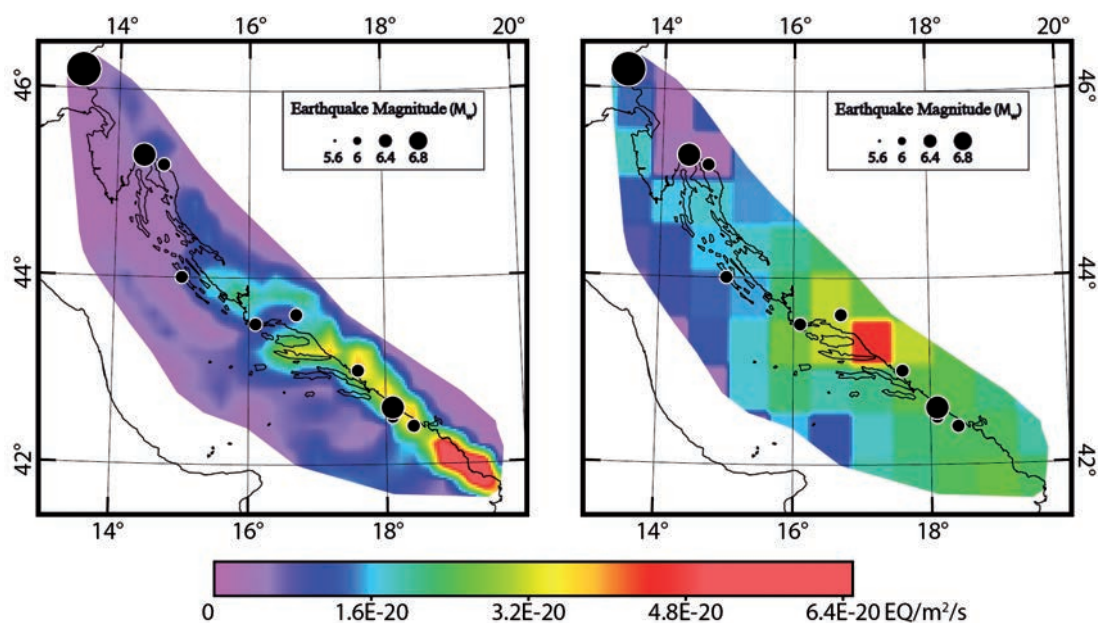 14° 16° 18° 20° 16° 18° 20°
46° 46°
Earthquake Magnitude (Mw) Earthquake Magnitude (Mw)
5.6 6 6.4 6.8 5.6 6 6.4 6.8
44° 44°
42° 42°
14° 16° 18° 14° 16° 18°
0 1.6E-20 3.2E-20 4.8E-20 6.4E-20 EQ/m²/s